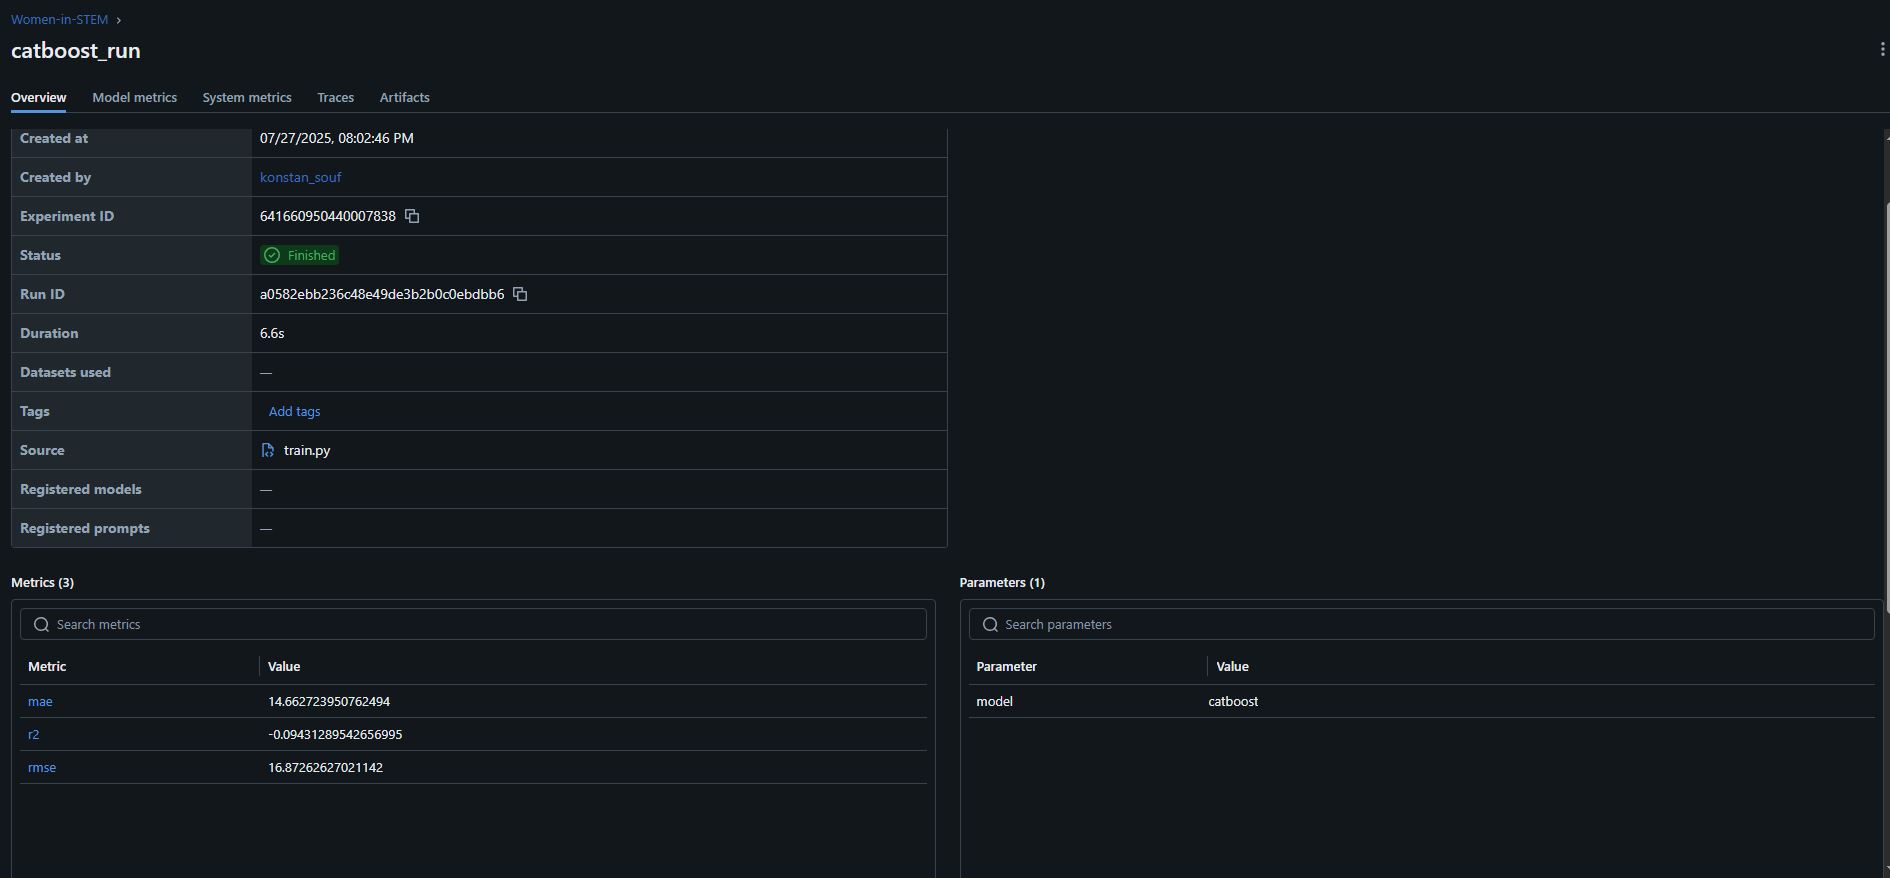 Women-in-STEM
catboost_run
Overview Model metrics System metrics Traces Artifacts
Created at 07/27/2025, 08:02:46 PM
Created by konstan_souf
Experiment ID 641660950440007838
Status Finished
Run ID a0582ebb236c48e49de3b2b0c0ebdbb6
Duration 6.6s
Datasets used —
Tags Add tags
Source train.py
Registered models —
Registered prompts —
Metrics (3)
Search metrics
Metric Value
mae 14.662723950762494
r2 -0.09431289542656995
rmse 16.87262627021142
Parameters (1)
Search parameters
Parameter Value
model catboost